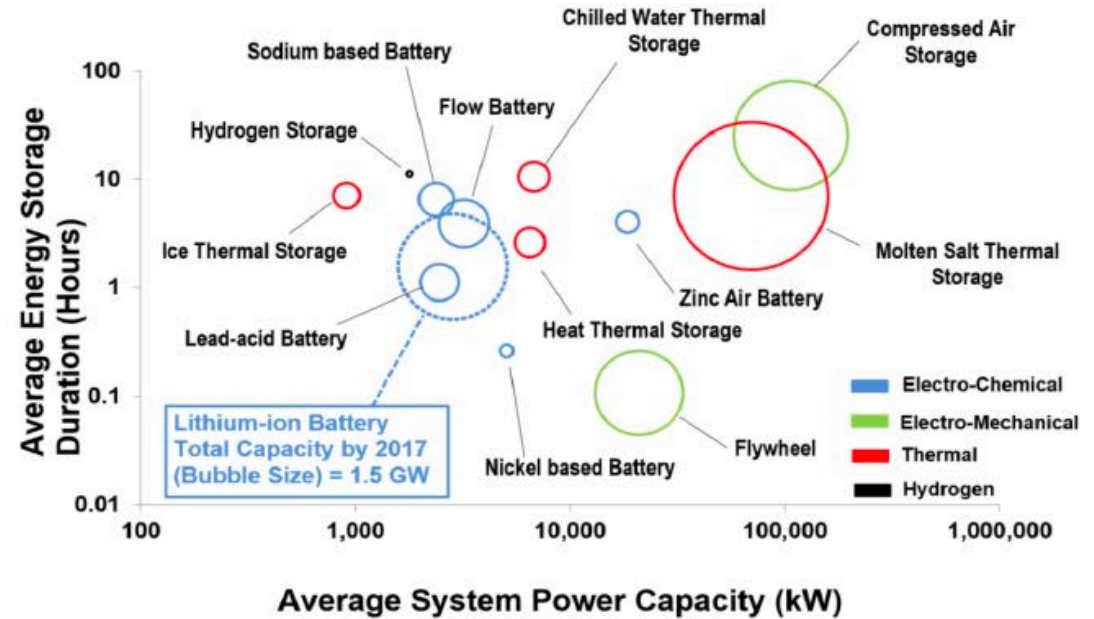 Chilled Water Thermal
Storage
Compressed Air
Storage
Sodium based Battery
Flow Battery
Hydrogen Storage
Ice Thermal Storage
Molten Salt Thermal
Storage
Zinc Air Battery
Heat Thermal Storage
Lead-acid Battery
Lithium-ion Battery
Total Capacity by 2017
(Bubble Size) = 1.5 GW
Nickel based Battery
Flywheel
Electro-Chemical
Electro-Mechanical
Thermal
Hydrogen
Average Energy Storage
Duration (Hours)
100
10
1
0.1
0.01
100
1,000
10,000
100,000
1,000,000
Average System Power Capacity (kW)